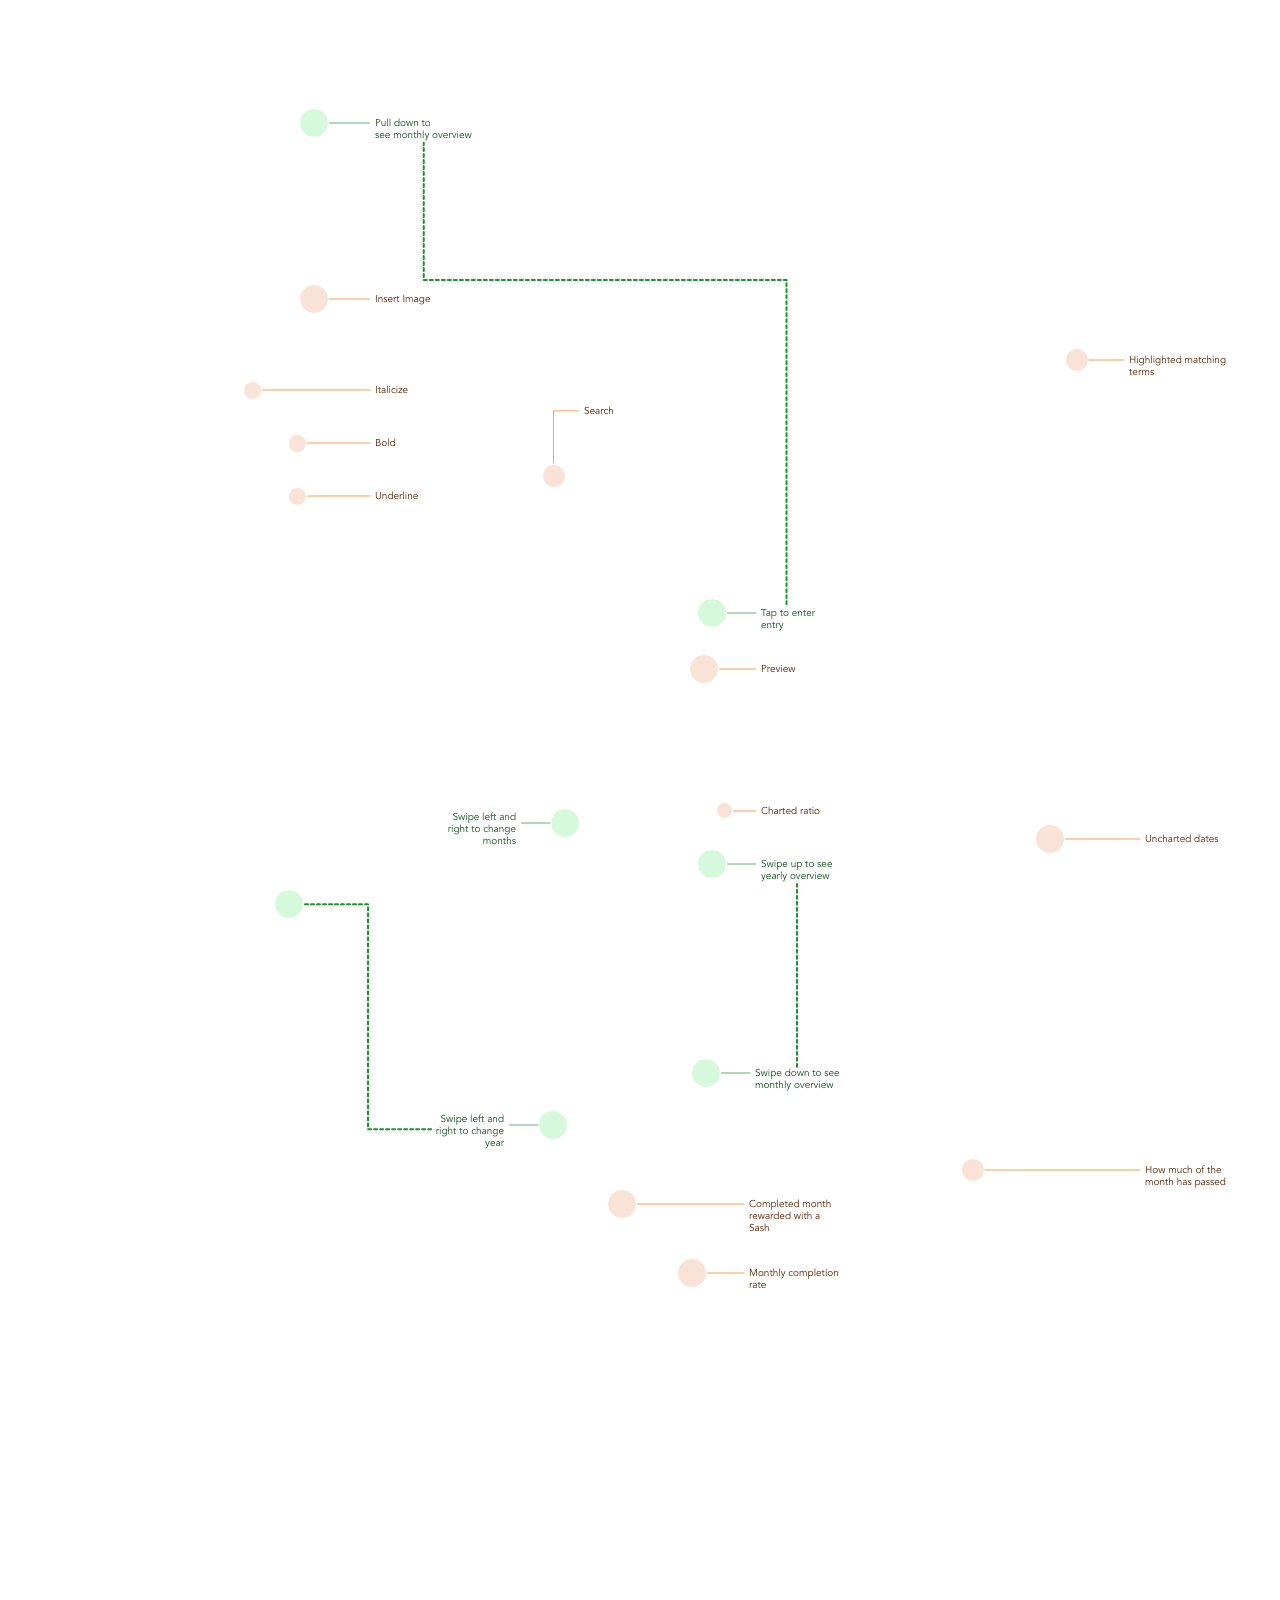 Pull down to
see monthly overview
Insert Image
Highlighted matching
terms
Italicize
Search
Bold
Underline
Tap to enter
entry
Preview
Charted ratio
Swipe left and
right to change
months
Uncharted dates
Swipe up to see
yearly overview
Swipe down to see
monthly overview
Swipe left and
right to change
year
How much of the
month has passed
Completed month
rewarded with a
Sash
Monthly completion
rate